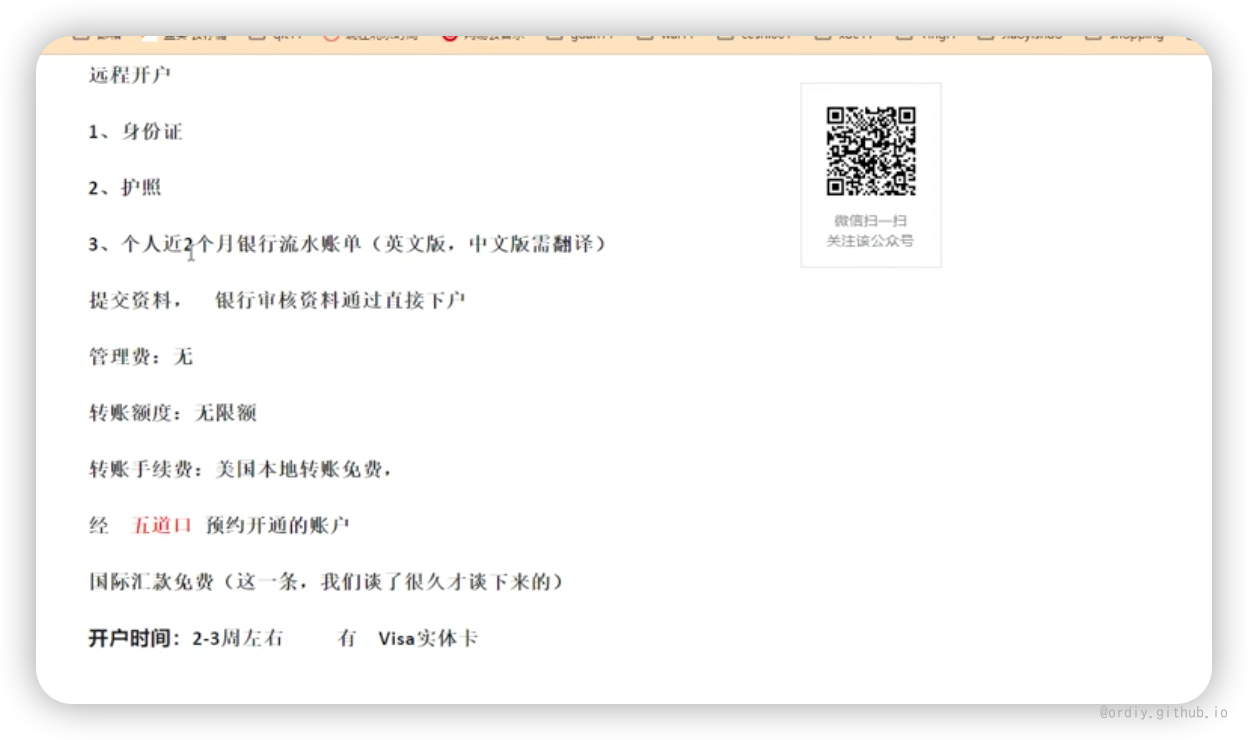 远程开户
1、身份证
2、护照
3、个人近2个月银行流水账单（英文版，中文版需翻译）
提交资料， 银行审核资料通过直接下户
管理费：无
转账额度：无限额
转账手续费：美国本地转账免费，
经 五道口 预约开通的账户
国际汇款免费（这一条，我们谈了很久才谈下来的）
开户时间：2-3周左右 有 Visa实体卡
微信扫一扫
关注该公众号
@ordiy.github.io